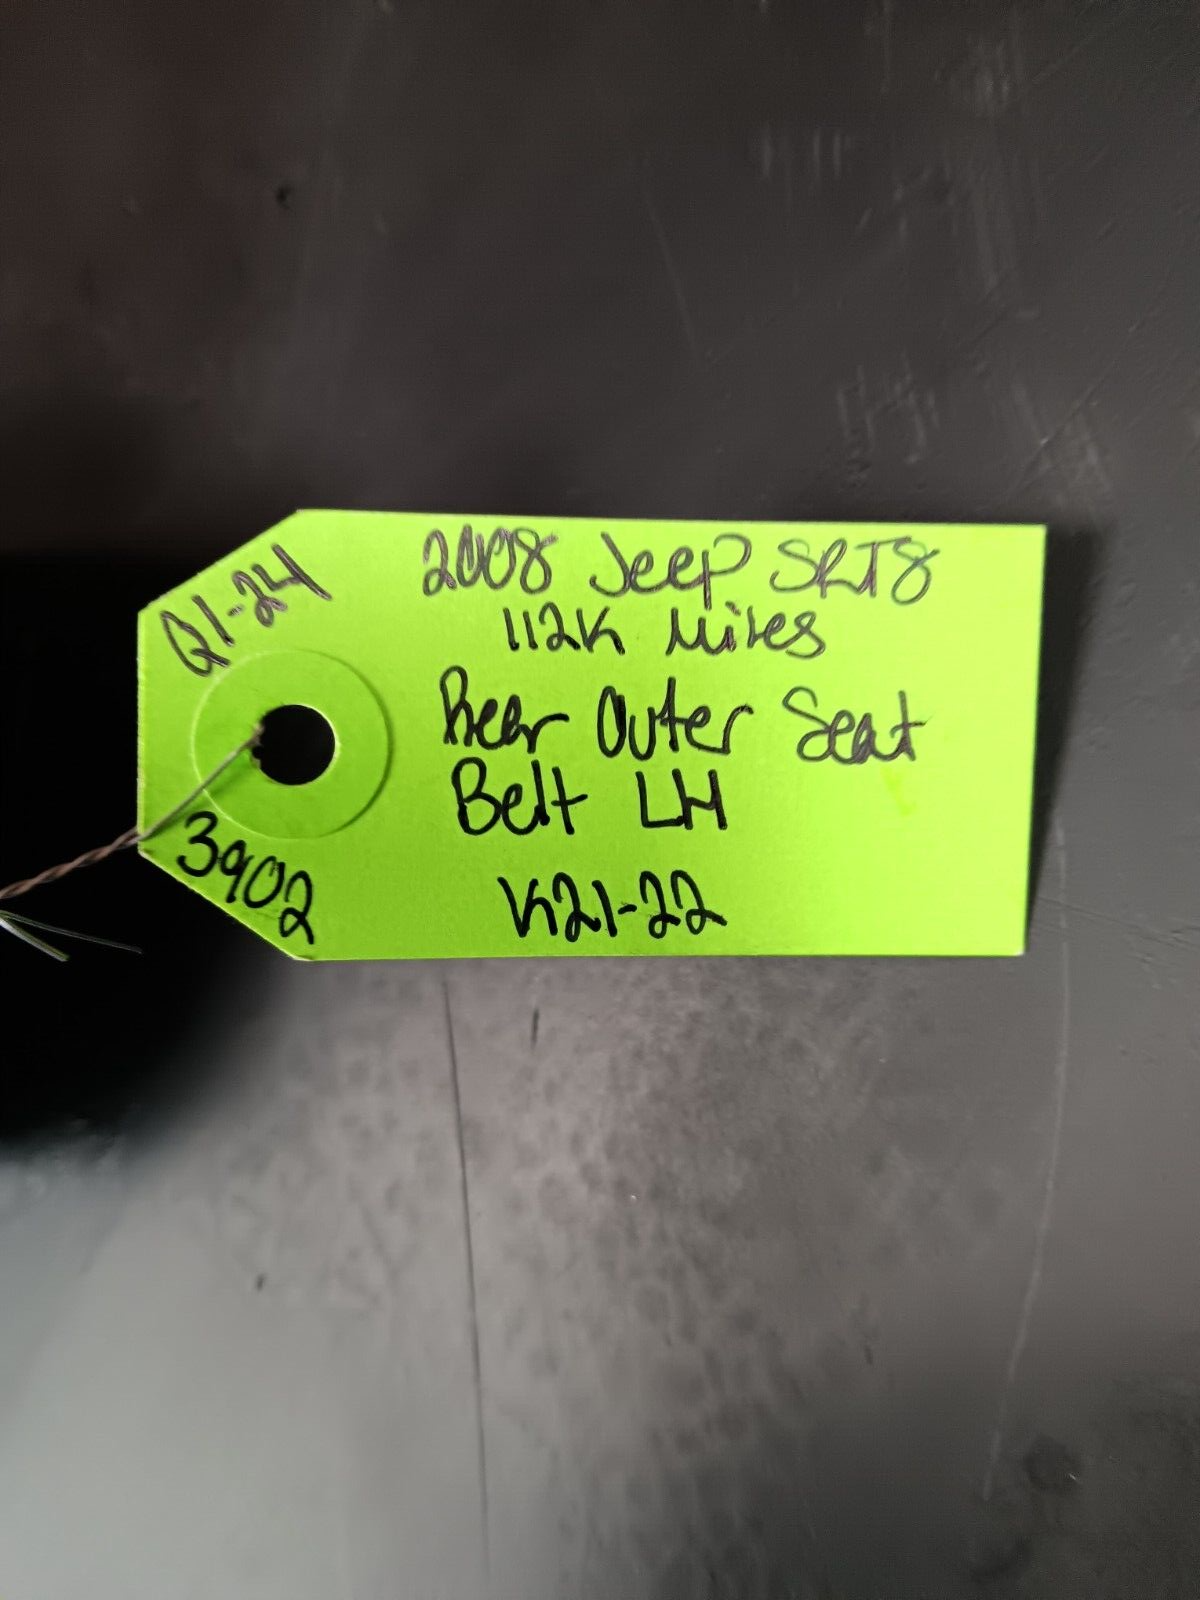 Q1-24
2008 Jeep SRT8
112K Miles
Rear Outer Seat
Belt LH
K21-22
3902